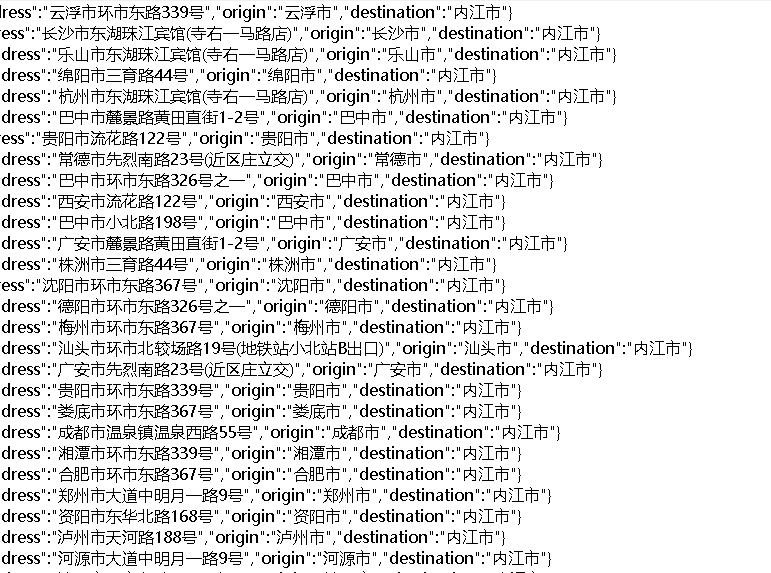 dress":"云浮市环市东路339号","origin":"云浮市","destination":"内江市"}
ress":"长沙市东湖珠江宾馆(寺右一马路店)","origin":"长沙市","destination":"内江市"}
dress":"乐山市东湖珠江宾馆(寺右一马路店)","origin":"乐山市","destination":"内江市"}
dress":"绵阳市三育路44号","origin":"绵阳市","destination":"内江市"}
dress":"杭州市东湖珠江宾馆(寺右一马路店)","origin":"杭州市","destination":"内江市"}
dress":"巴中市麓景路黄田直街1-2号","origin":"巴中市","destination":"内江市"}
ress":"贵阳市流花路122号","origin":"贵阳市","destination":"内江市"}
dress":"常德市先烈南路23号(近区庄立交)","origin":"常德市","destination":"内江市"}
dress":"巴中市环市东路326号之一","origin":"巴中市","destination":"内江市"}
dress":"西安市流花路122号","origin":"西安市","destination":"内江市"}
dress":"巴中市小北路198号","origin":"巴中市","destination":"内江市"}
dress":"广安市麓景路黄田直街1-2号","origin":"广安市","destination":"内江市"}
dress":"株洲市三育路44号","origin":"株洲市","destination":"内江市"}
ress":"沈阳市环市东路367号","origin":"沈阳市","destination":"内江市"}
dress":"德阳市环市东路326号之一","origin":"德阳市","destination":"内江市"}
dress":"梅州市环市东路367号","origin":"梅州市","destination":"内江市"}
dress":"汕头市环市北较场路19号(地铁站小北站B出口)","origin":"汕头市","destination":"内江市"}
dress":"广安市先烈南路23号(近区庄立交)","origin":"广安市","destination":"内江市"}
dress":"贵阳市环市东路339号","origin":"贵阳市","destination":"内江市"}
dress":"娄底市环市东路367号","origin":"娄底市","destination":"内江市"}
dress":"成都市温泉镇温泉西路55号","origin":"成都市","destination":"内江市"}
dress":"湘潭市环市东路339号","origin":"湘潭市","destination":"内江市"}
dress":"合肥市环市东路367号","origin":"合肥市","destination":"内江市"}
dress":"郑州市大道中明月一路9号","origin":"郑州市","destination":"内江市"}
dress":"资阳市东华北路168号","origin":"资阳市","destination":"内江市"}
dress":"泸州市天河路188号","origin":"泸州市","destination":"内江市"}
dress":"河源市大道中明月一路9号","origin":"河源市","destination":"内江市"}